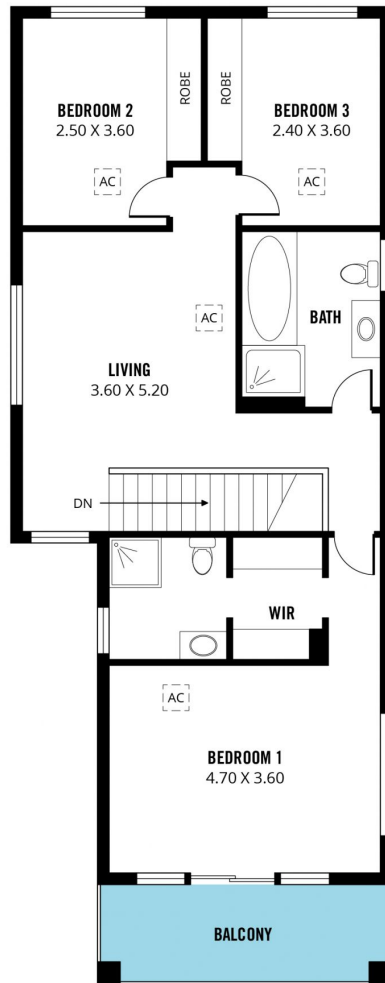 BEDROOM 2
2.50 X 3.60
ROBE
ROBE
BEDROOM 3
2.40 X 3.60
AC
AC
AC
BATH
LIVING
3.60 X 5.20
DN
WIR
AC
BEDROOM 1
4.70 X 3.60
BALCONY